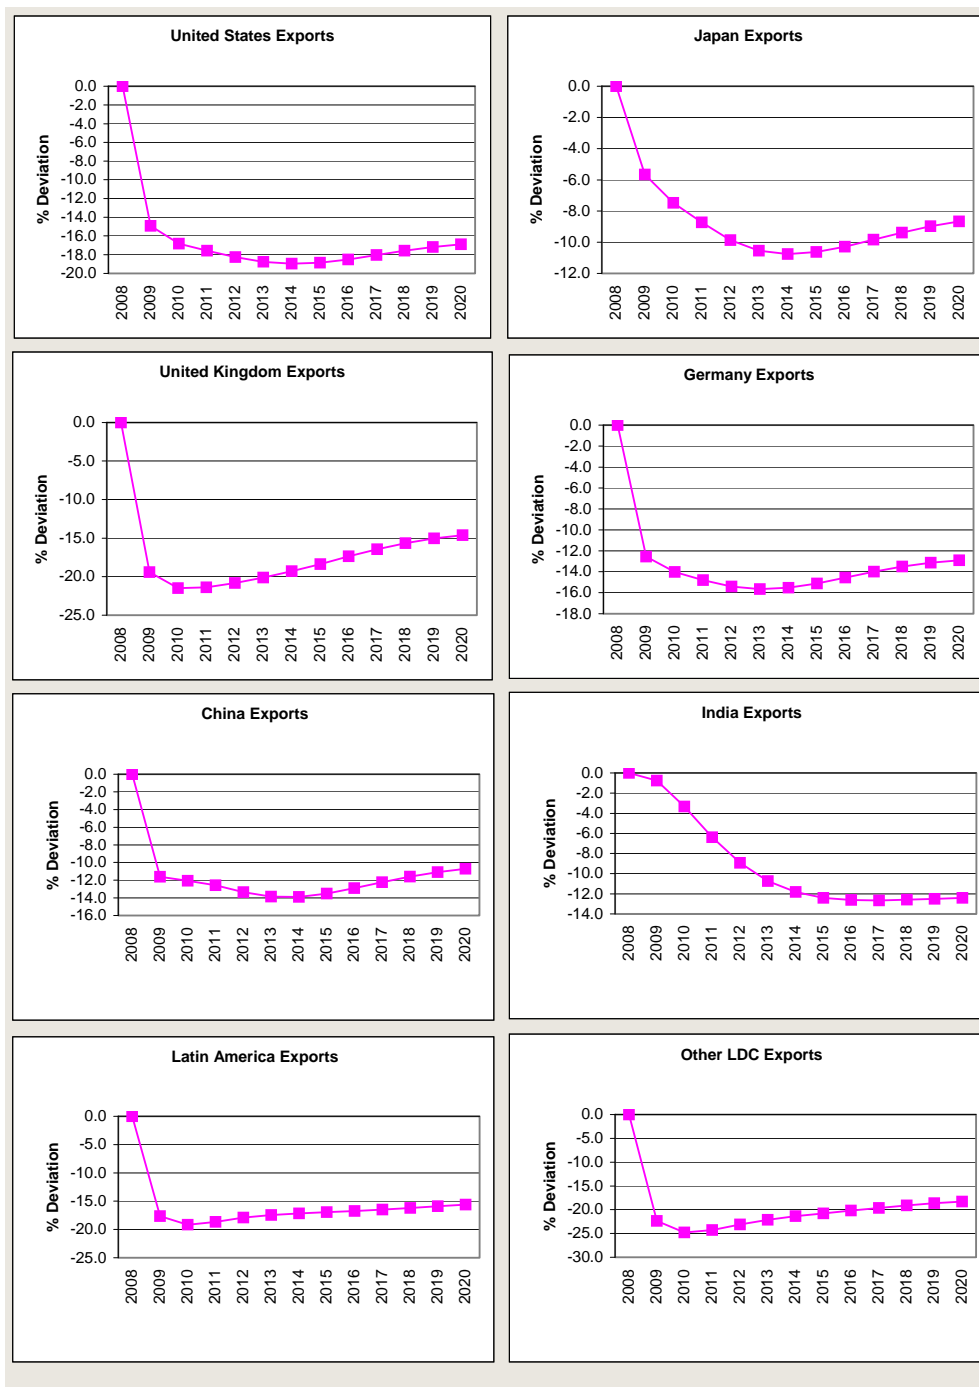 United States Exports
% Deviation
0.0
-2.0
-4.0
-6.0
-8.0
-10.0
-12.0
-14.0
-16.0
-18.0
-20.0
2008 2009 2010 2011 2012 2013 2014 2015 2016 2017 2018 2019 2020
Japan Exports
% Deviation
0.0
-2.0
-4.0
-6.0
-8.0
-10.0
-12.0
2008 2009 2010 2011 2012 2013 2014 2015 2016 2017 2018 2019 2020
United Kingdom Exports
% Deviation
0.0
-5.0
-10.0
-15.0
-20.0
-25.0
2008 2009 2010 2011 2012 2013 2014 2015 2016 2017 2018 2019 2020
Germany Exports
% Deviation
0.0
-2.0
-4.0
-6.0
-8.0
-10.0
-12.0
-14.0
-16.0
-18.0
2008 2009 2010 2011 2012 2013 2014 2015 2016 2017 2018 2019 2020
China Exports
% Deviation
0.0
-2.0
-4.0
-6.0
-8.0
-10.0
-12.0
-14.0
-16.0
2008 2009 2010 2011 2012 2013 2014 2015 2016 2017 2018 2019 2020
India Exports
% Deviation
0.0
-2.0
-4.0
-6.0
-8.0
-10.0
-12.0
-14.0
2008 2009 2010 2011 2012 2013 2014 2015 2016 2017 2018 2019 2020
Latin America Exports
% Deviation
0.0
-5.0
-10.0
-15.0
-20.0
-25.0
2008 2009 2010 2011 2012 2013 2014 2015 2016 2017 2018 2019 2020
Other LDC Exports
% Deviation
0.0
-5.0
-10.0
-15.0
-20.0
-25.0
-30.0
2008 2009 2010 2011 2012 2013 2014 2015 2016 2017 2018 2019 2020